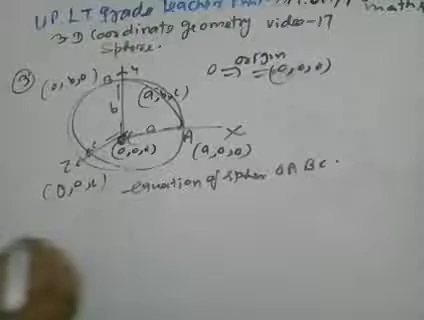 UP. LT grade Teacher
maths
3D Coordinate geometry video-17
Sphere.
③ (0,b,0) B y
(a,b,c)
O ⇒ origin = (0,0,0)
b
a
A X
(0,0,0) (a,0,0)
Z C
(0,0,c) equation of sphere OABC.